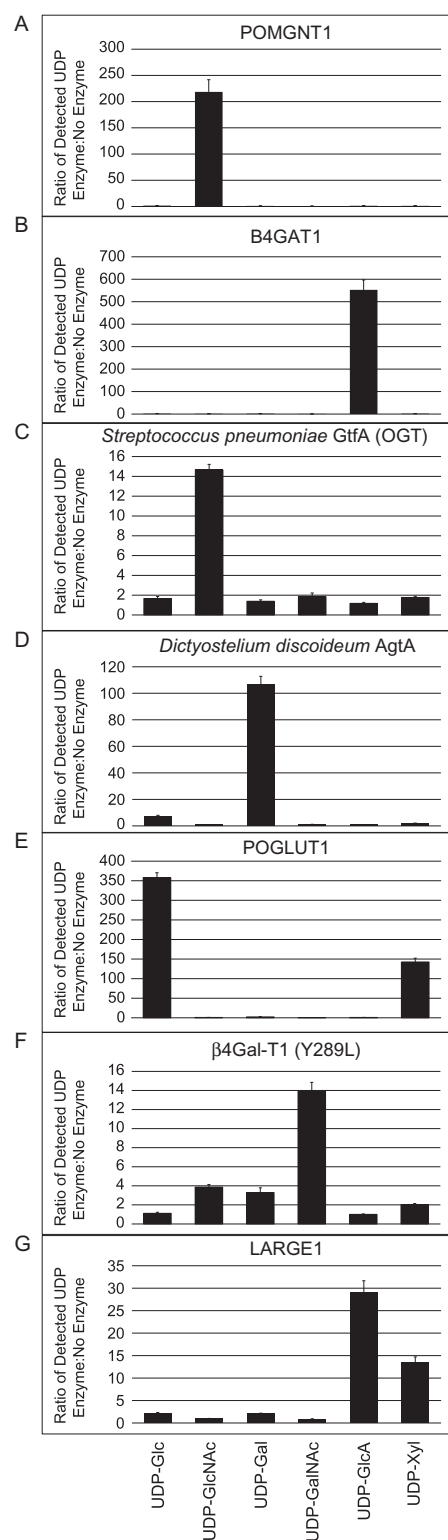 A
POMGNT1
Ratio of Detected UDP
Enzyme:No Enzyme
300
250
200
150
100
50
0
B
B4GAT1
Ratio of Detected UDP
Enzyme:No Enzyme
700
600
500
400
300
200
100
0
C
Streptococcus pneumoniae GtfA (OGT)
Ratio of Detected UDP
Enzyme:No Enzyme
16
14
12
10
8
6
4
2
0
D
Dictyostelium discoideum AgtA
Ratio of Detected UDP
Enzyme:No Enzyme
120
100
80
60
40
20
0
E
POGLUT1
Ratio of Detected UDP
Enzyme:No Enzyme
400
350
300
250
200
150
100
50
0
F
β4Gal-T1 (Y289L)
Ratio of Detected UDP
Enzyme:No Enzyme
16
14
12
10
8
6
4
2
0
G
LARGE1
Ratio of Detected UDP
Enzyme:No Enzyme
35
30
25
20
15
10
5
0
UDP-Glc
UDP-GlcNAc
UDP-Gal
UDP-GalNAc
UDP-GlcA
UDP-Xyl